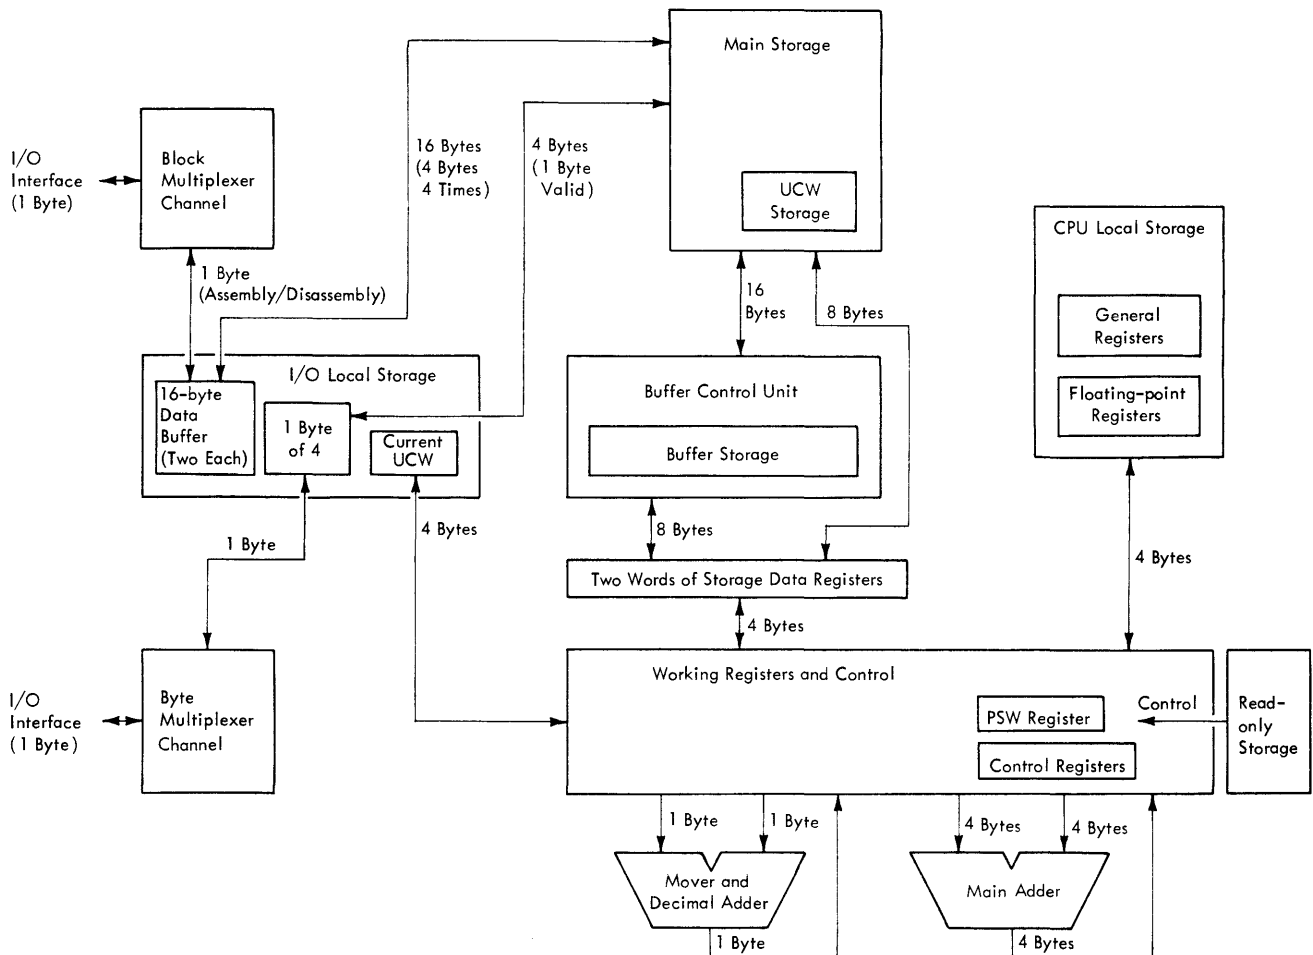 Main Storage
16 Bytes
(4 Bytes
4 Times)
4 Bytes
(1 Byte
Valid)
I/O
Interface
(1 Byte)
Block
Multiplexer
Channel
UCW
Storage
CPU Local Storage
1 Byte
(Assembly/Disassembly)
16
Bytes
8 Bytes
General
Registers
I/O Local Storage
16-byte
Data
Buffer
(Two Each)
1 Byte
of 4
Current
UCW
Buffer Control Unit
Buffer Storage
Floating-point
Registers
1 Byte
4 Bytes
8 Bytes
4 Bytes
Two Words of Storage Data Registers
4 Bytes
I/O
Interface
(1 Byte)
Byte
Multiplexer
Channel
Working Registers and Control
PSW Register
Control Registers
Control
Read-
only
Storage
1 Byte
1 Byte
4 Bytes
4 Bytes
Mover and
Decimal Adder
Main Adder
1 Byte
4 Bytes